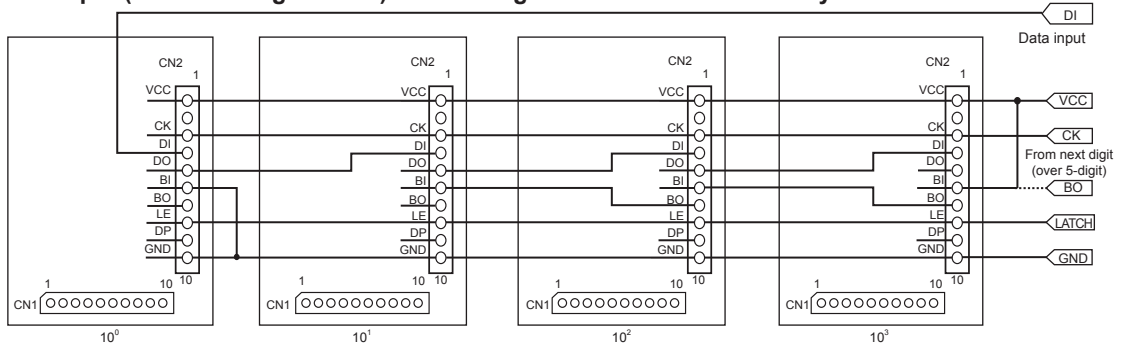 DI
Data input
CN2
1
VCC
CK
DI
DO
BI
BO
LE
DP
GND
10
1
10
CN1
10⁰
CN2
1
VCC
CK
DI
DO
BI
BO
LE
DP
GND
10
1
10
CN1
10¹
CN2
1
VCC
CK
DI
DO
BI
BO
LE
DP
GND
10
1
10
CN1
10²
CN2
1
VCC
CK
DI
DO
BI
BO
LE
DP
GND
10
1
10
CN1
10³
VCC
CK
From next digit
(over 5-digit)
BO
LATCH
GND